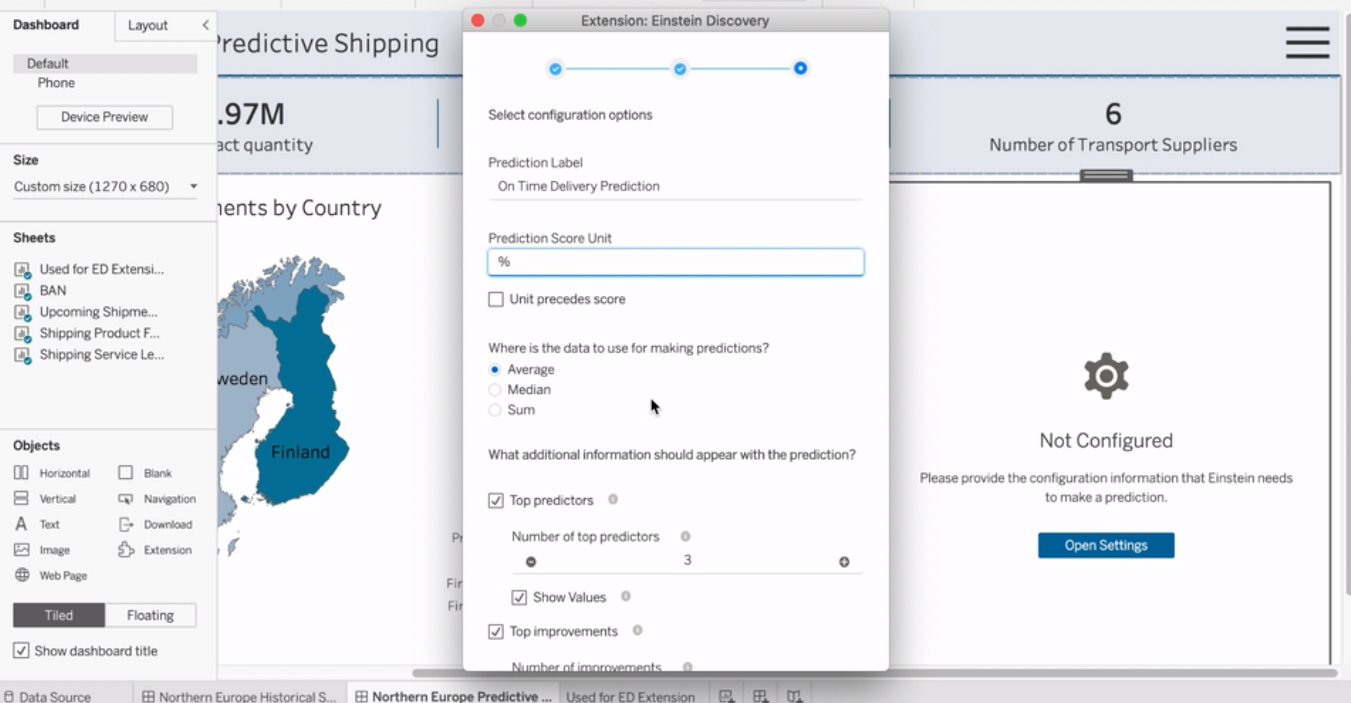 Dashboard
Layout
Default
Phone
Device Preview
Size
Custom size (1270 x 680)
Sheets
Used for ED Extensi...
BAN
Upcoming Shipme...
Shipping Product F...
Shipping Service Le...
Objects
Horizontal
Blank
Vertical
Navigation
Text
Download
Image
Extension
Web Page
Tiled
Floating
Show dashboard title
Predictive Shipping
.97M
act quantity
ents by Country
weden
Finland
Pr
Fir
Fir
Extension: Einstein Discovery
Select configuration options
Prediction Label
On Time Delivery Prediction
Prediction Score Unit
%
Unit precedes score
Where is the data to use for making predictions?
Average
Median
Sum
What additional information should appear with the prediction?
Top predictors
Number of top predictors
3
Show Values
Top improvements
Number of improvements
6
Number of Transport Suppliers
Not Configured
Please provide the configuration information that Einstein needs
to make a prediction.
Open Settings
Data Source
Northern Europe Historical S...
Northern Europe Predictive ...
Used for ED Extension